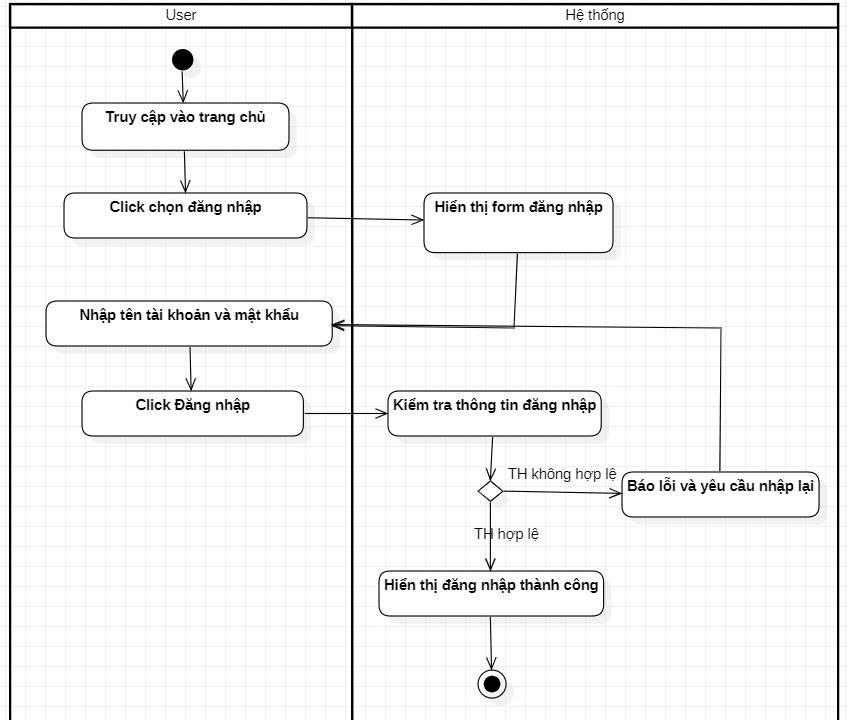 User
Hệ thống
Truy cập vào trang chủ
Click chọn đăng nhập
Hiển thị form đăng nhập
Nhập tên tài khoản và mật khẩu
Click Đăng nhập
Kiểm tra thông tin đăng nhập
TH không hợp lệ
Báo lỗi và yêu cầu nhập lại
TH hợp lệ
Hiển thị đăng nhập thành công